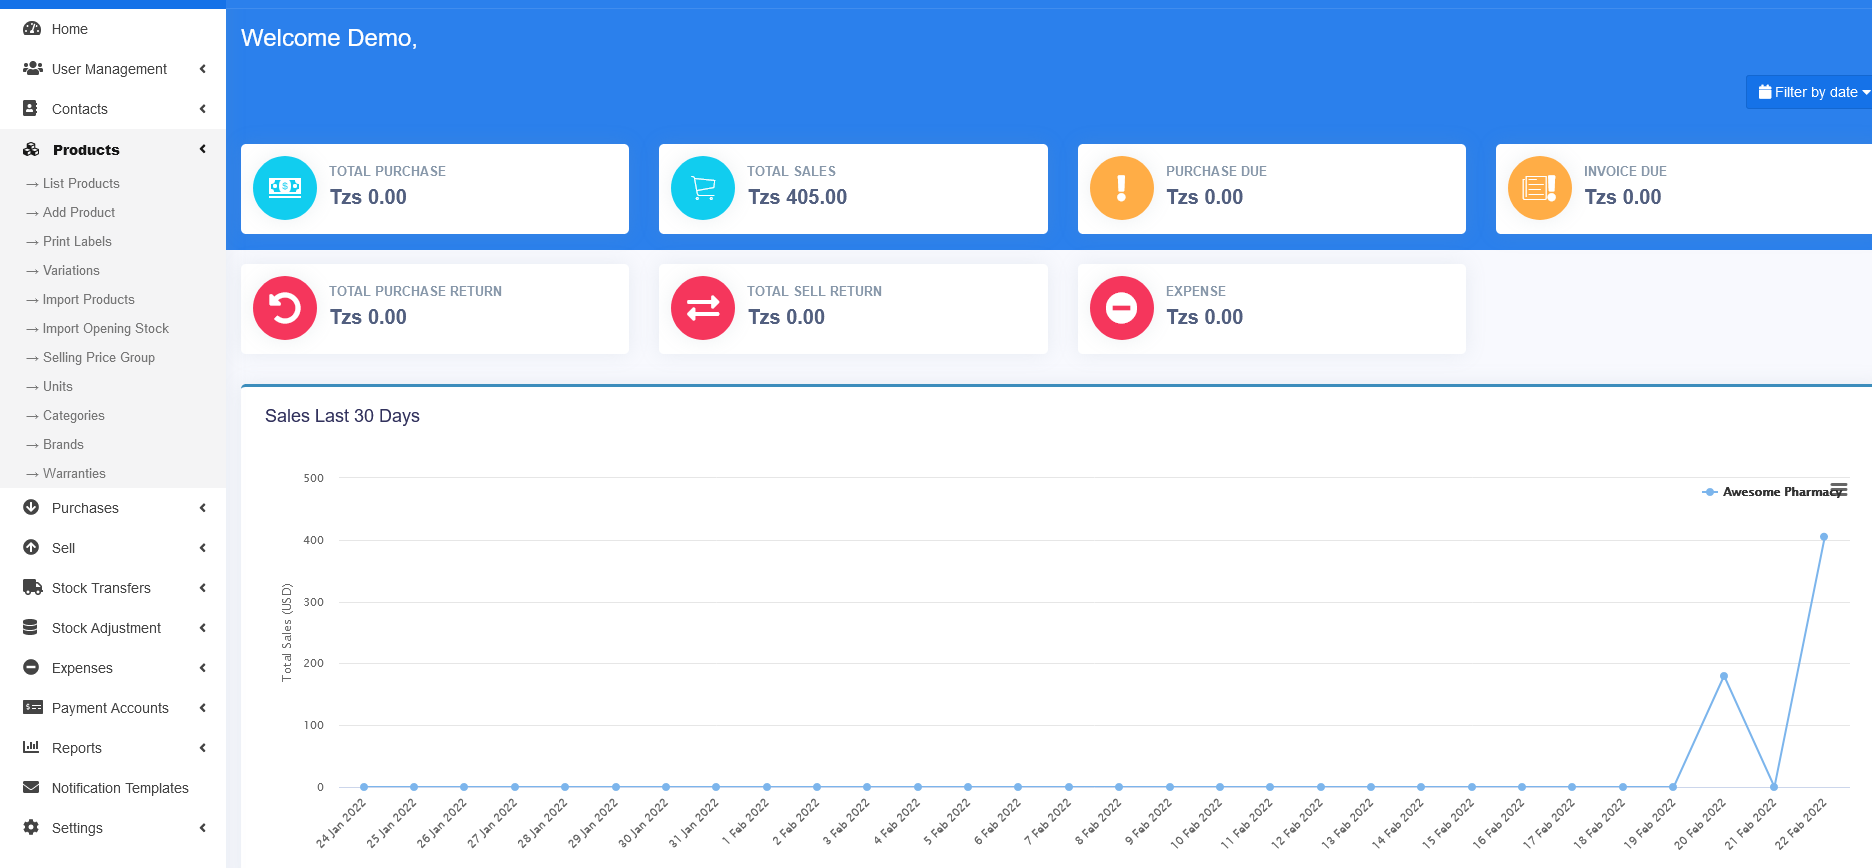 Home
User Management
Contacts
Products
→ List Products
→ Add Product
→ Print Labels
→ Variations
→ Import Products
→ Import Opening Stock
→ Selling Price Group
→ Units
→ Categories
→ Brands
→ Warranties
Purchases
Sell
Stock Transfers
Stock Adjustment
Expenses
Payment Accounts
Reports
Notification Templates
Settings
Welcome Demo,
Filter by date
TOTAL PURCHASE
Tzs 0.00
TOTAL SALES
Tzs 405.00
PURCHASE DUE
Tzs 0.00
INVOICE DUE
Tzs 0.00
TOTAL PURCHASE RETURN
Tzs 0.00
TOTAL SELL RETURN
Tzs 0.00
EXPENSE
Tzs 0.00
Sales Last 30 Days
Awesome Pharmacy
Total Sales (USD)
500
400
300
200
100
0
24 Jan 2022
25 Jan 2022
26 Jan 2022
27 Jan 2022
28 Jan 2022
29 Jan 2022
30 Jan 2022
31 Jan 2022
1 Feb 2022
2 Feb 2022
3 Feb 2022
4 Feb 2022
5 Feb 2022
6 Feb 2022
7 Feb 2022
8 Feb 2022
9 Feb 2022
10 Feb 2022
11 Feb 2022
12 Feb 2022
13 Feb 2022
14 Feb 2022
15 Feb 2022
16 Feb 2022
17 Feb 2022
18 Feb 2022
19 Feb 2022
20 Feb 2022
21 Feb 2022
22 Feb 2022